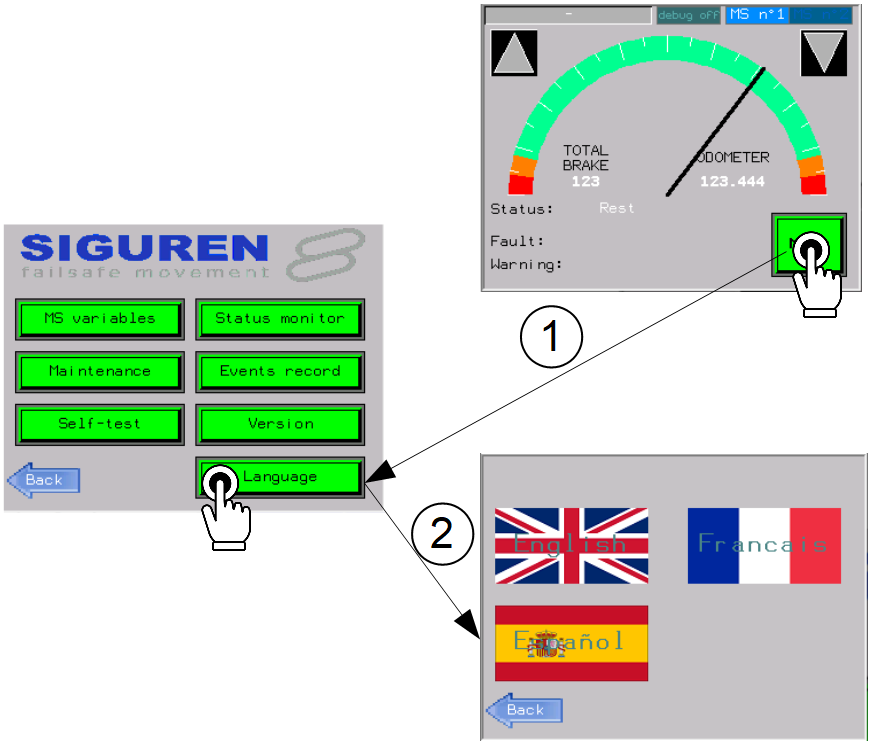 -
debug off
MS n°1
TOTAL
BRAKE
123
ODOMETER
123.444
Status: Rest
Fault:
Warning:
1
SIGUREN
failsafe movement
MS variables
Status monitor
Maintenance
Events record
Self-test
Version
Back
Language
2
English
Francais
Español
Back